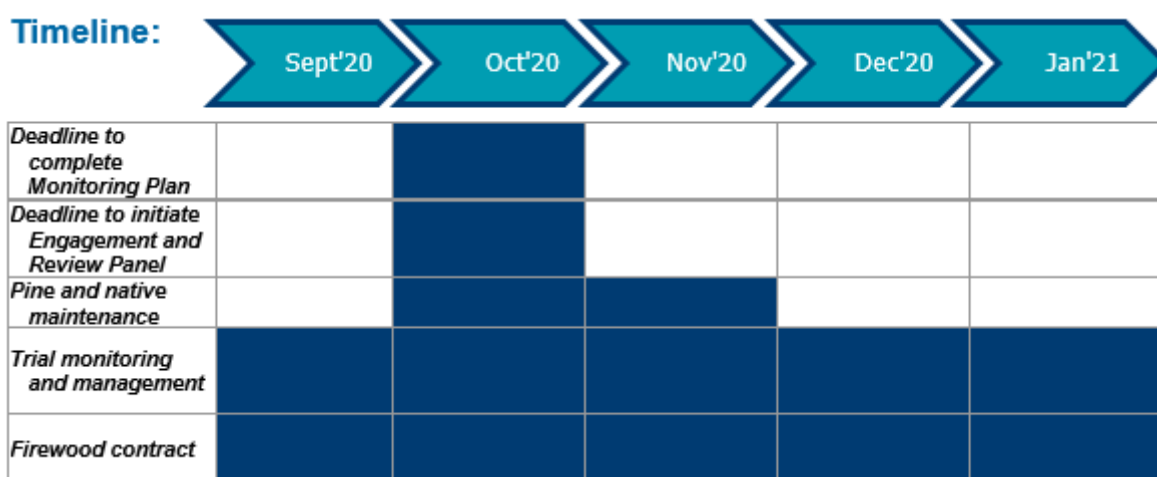 Timeline:
Sept'20
Oct'20
Nov'20
Dec'20
Jan'21
Deadline to
complete
Monitoring Plan
Deadline to initiate
Engagement and
Review Panel
Pine and native
maintenance
Trial monitoring
and management
Firewood contract